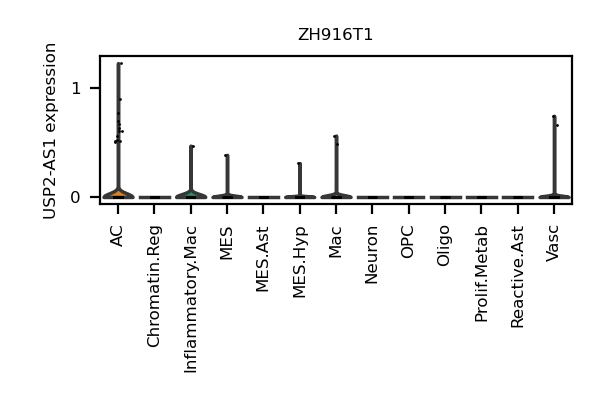 ZH916T1
USP2-AS1 expression
1
0
AC
Chromatin.Reg
Inflammatory.Mac
MES
MES.Ast
MES.Hyp
Mac
Neuron
OPC
Oligo
Prolif.Metab
Reactive.Ast
Vasc